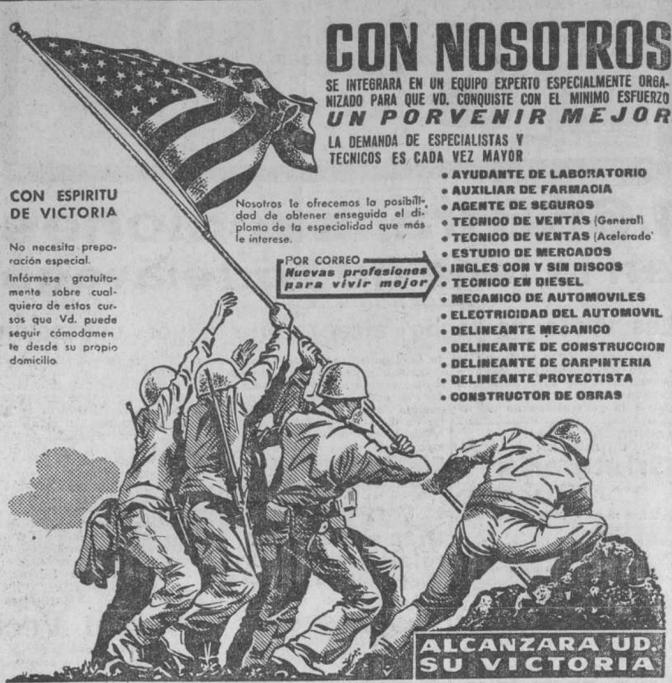 CON NOSOTROS
SE INTEGRARA EN UN EQUIPO EXPERTO ESPECIALMENTE ORGA-
NIZADO PARA QUE VD. CONQUISTE CON EL MINIMO ESFUERZO
UN PORVENIR MEJOR
LA DEMANDA DE ESPECIALISTAS Y
TECNICOS ES CADA VEZ MAYOR
CON ESPIRITU
DE VICTORIA
No necesita prepa-
ración especial.
Infórmese gratuita-
mente sobre cual-
quiera de estos cur-
sos que Vd. puede
seguir cómodamen
te desde su propio
domicilio
Nosotros le ofrecemos la posibili-
dad de obtener enseguida el di-
ploma de la especialidad que más
le interese.
POR CORREO
Nuevas profesiones
para vivir mejor
• AYUDANTE DE LABORATORIO
• AUXILIAR DE FARMACIA
• AGENTE DE SEGUROS
• TECNICO DE VENTAS (General)
• TECNICO DE VENTAS (Acelerado)
• ESTUDIO DE MERCADOS
• INGLES CON Y SIN DISCOS
• TECNICO EN DIESEL
• MECANICO DE AUTOMOVILES
• ELECTRICIDAD DEL AUTOMOVIL
• DELINEANTE MECANICO
• DELINEANTE DE CONSTRUCCION
• DELINEANTE DE CARPINTERIA
• DELINEANTE PROYECTISTA
• CONSTRUCTOR DE OBRAS
ALCANZARA UD.
SU VICTORIA